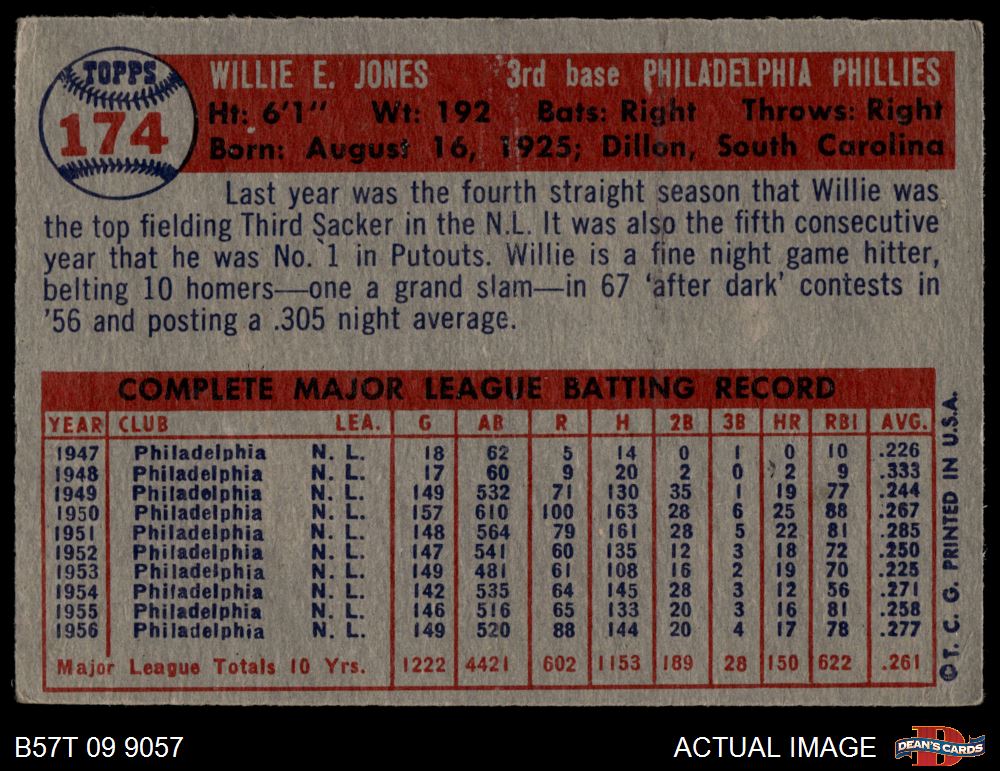 TOPPS
174
WILLIE E. JONES 3rd base PHILADELPHIA PHILLIES
Ht: 6'1" Wt: 192 Bats: Right Throws: Right
Born: August 16, 1925; Dillon, South Carolina
Last year was the fourth straight season that Willie was
the top fielding Third Sacker in the N.L. It was also the fifth consecutive
year that he was No. 1 in Putouts. Willie is a fine night game hitter,
belting 10 homers—one a grand slam—in 67 'after dark' contests in
'56 and posting a .305 night average.
COMPLETE MAJOR LEAGUE BATTING RECORD
YEAR CLUB LEA. G AB R H 2B 3B HR RBI AVG.
1947 Philadelphia N. L. 18 62 5 14 0 1 0 10 .226
1948 Philadelphia N. L. 17 60 9 20 2 0 2 9 .333
1949 Philadelphia N. L. 149 532 71 130 35 1 19 77 .244
1950 Philadelphia N. L. 157 610 100 163 28 6 25 88 .267
1951 Philadelphia N. L. 148 564 79 161 28 5 22 81 .285
1952 Philadelphia N. L. 147 541 60 135 12 3 18 72 .250
1953 Philadelphia N. L. 149 481 61 108 16 2 19 70 .225
1954 Philadelphia N. L. 142 535 64 145 28 3 12 56 .271
1955 Philadelphia N. L. 146 516 65 133 20 3 16 81 .258
1956 Philadelphia N. L. 149 520 88 144 20 4 17 78 .277
Major League Totals 10 Yrs. 1222 4421 602 1153 189 28 150 622 .261
©T. C. G. PRINTED IN U.S.A.
B57T 09 9057
ACTUAL IMAGE
D
DEAN'S CARDS